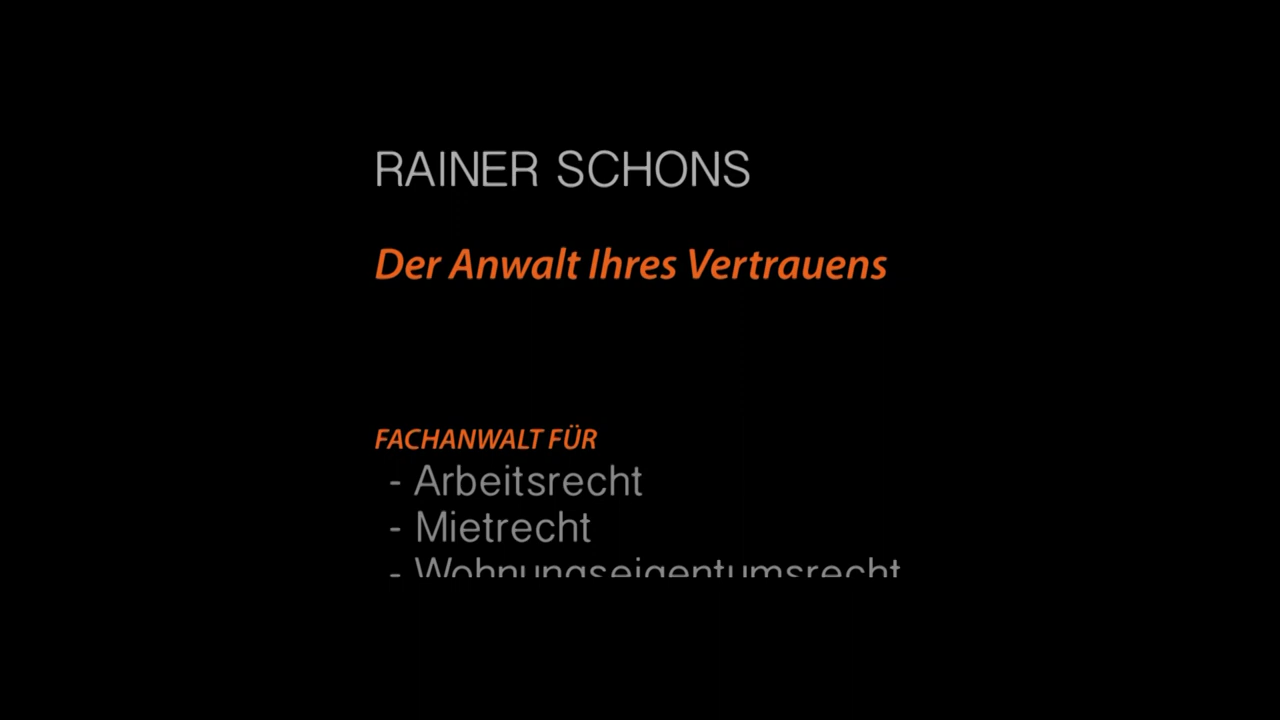 RAINER SCHONS
Der Anwalt Ihres Vertrauens
FACHANWALT FÜR
- Arbeitsrecht
- Mietrecht
- Wohnungseigentumsrecht